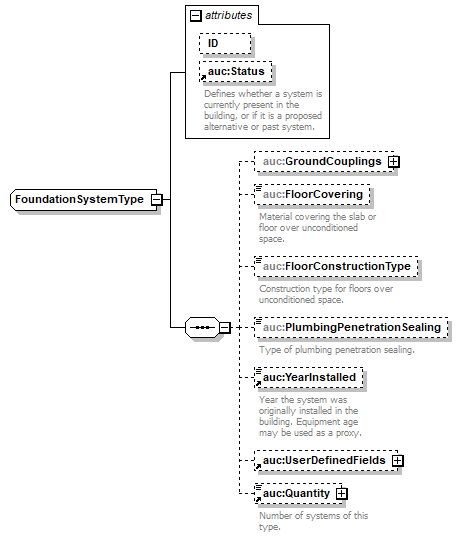 attributes
ID
auc:Status
Defines whether a system is
currently present in the
building, or if it is a proposed
alternative or past system.
FoundationSystemType
auc:GroundCouplings
auc:FloorCovering
Material covering the slab or
floor over unconditioned
space.
auc:FloorConstructionType
Construction type for floors over
unconditioned space.
auc:PlumbingPenetrationSealing
Type of plumbing penetration sealing.
auc:YearInstalled
Year the system was
originally installed in the
building. Equipment age
may be used as a proxy.
auc:UserDefinedFields
auc:Quantity
Number of systems of this
type.